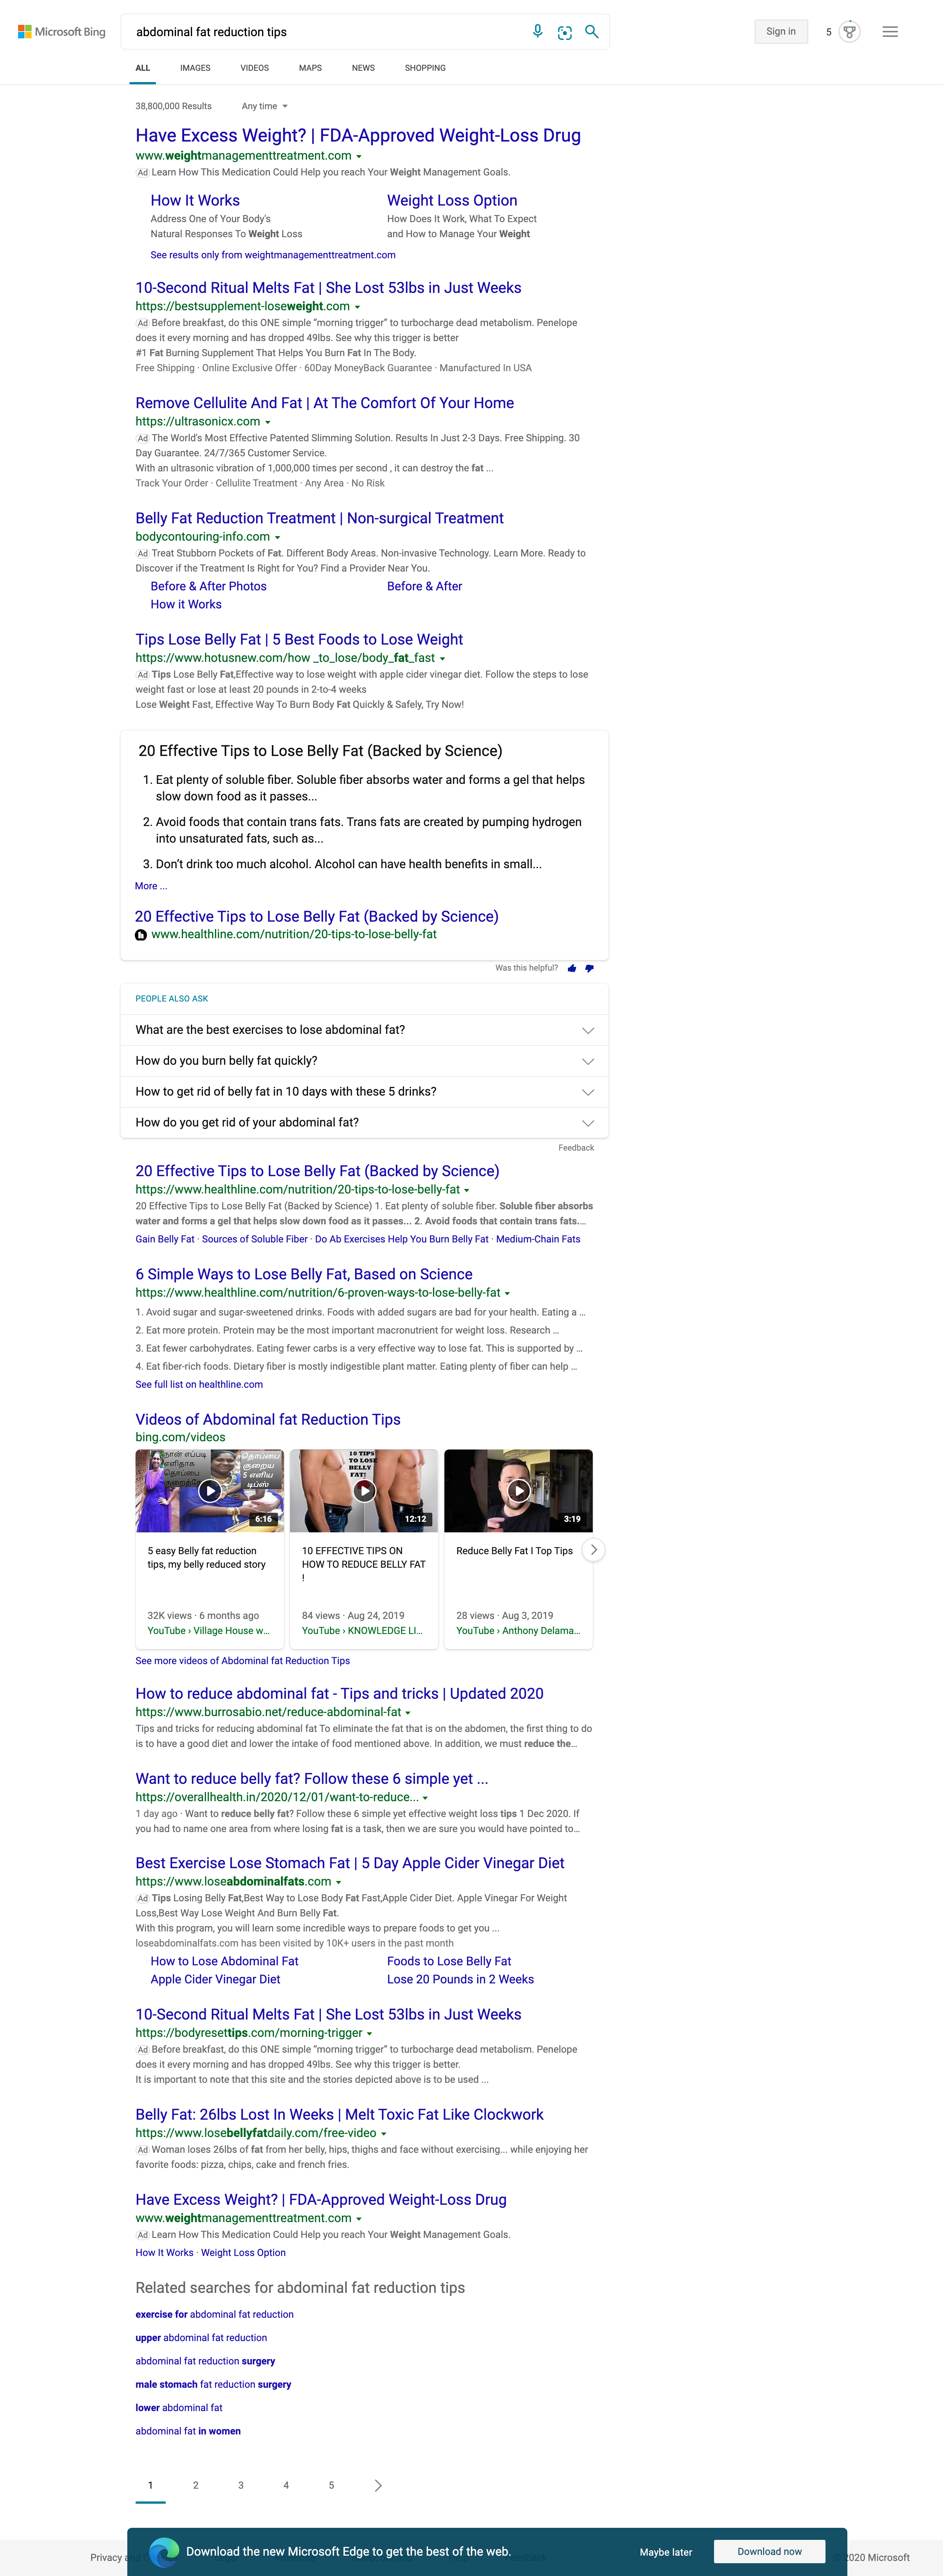 Microsoft Bing
abdominal fat reduction tips
Sign in
5
ALL
IMAGES
VIDEOS
MAPS
NEWS
SHOPPING
38,800,000 Results
Any time
Have Excess Weight? | FDA-Approved Weight-Loss Drug
www.weightmanagementtreatment.com
Ad Learn How This Medication Could Help you reach Your Weight Management Goals.
How It Works
Address One of Your Body's
Natural Responses To Weight Loss
Weight Loss Option
How Does It Work, What To Expect
and How to Manage Your Weight
See results only from weightmanagementtreatment.com
10-Second Ritual Melts Fat | She Lost 53lbs in Just Weeks
https://bestsupplement-loseweight.com
Ad Before breakfast, do this ONE simple “morning trigger” to turbocharge dead metabolism. Penelope
does it every morning and has dropped 49lbs. See why this trigger is better
#1 Fat Burning Supplement That Helps You Burn Fat In The Body.
Free Shipping · Online Exclusive Offer · 60Day MoneyBack Guarantee · Manufactured In USA
Remove Cellulite And Fat | At The Comfort Of Your Home
https://ultrasonicx.com
Ad The World's Most Effective Patented Slimming Solution. Results In Just 2-3 Days. Free Shipping. 30
Day Guarantee. 24/7/365 Customer Service.
With an ultrasonic vibration of 1,000,000 times per second , it can destroy the fat ...
Track Your Order · Cellulite Treatment · Any Area · No Risk
Belly Fat Reduction Treatment | Non-surgical Treatment
bodycontouring-info.com
Ad Treat Stubborn Pockets of Fat. Different Body Areas. Non-invasive Technology. Learn More. Ready to
Discover if the Treatment Is Right for You? Find a Provider Near You.
Before & After Photos
Before & After
How it Works
Tips Lose Belly Fat | 5 Best Foods to Lose Weight
https://www.hotusnew.com/how _to_lose/body_fat_fast
Ad Tips Lose Belly Fat,Effective way to lose weight with apple cider vinegar diet. Follow the steps to lose
weight fast or lose at least 20 pounds in 2-to-4 weeks
Lose Weight Fast, Effective Way To Burn Body Fat Quickly & Safely, Try Now!
20 Effective Tips to Lose Belly Fat (Backed by Science)
1. Eat plenty of soluble fiber. Soluble fiber absorbs water and forms a gel that helps
slow down food as it passes...
2. Avoid foods that contain trans fats. Trans fats are created by pumping hydrogen
into unsaturated fats, such as...
3. Don't drink too much alcohol. Alcohol can have health benefits in small...
More ...
20 Effective Tips to Lose Belly Fat (Backed by Science)
www.healthline.com/nutrition/20-tips-to-lose-belly-fat
Was this helpful?
PEOPLE ALSO ASK
What are the best exercises to lose abdominal fat?
How do you burn belly fat quickly?
How to get rid of belly fat in 10 days with these 5 drinks?
How do you get rid of your abdominal fat?
Feedback
20 Effective Tips to Lose Belly Fat (Backed by Science)
https://www.healthline.com/nutrition/20-tips-to-lose-belly-fat
20 Effective Tips to Lose Belly Fat (Backed by Science) 1. Eat plenty of soluble fiber. Soluble fiber absorbs
water and forms a gel that helps slow down food as it passes... 2. Avoid foods that contain trans fats....
Gain Belly Fat · Sources of Soluble Fiber · Do Ab Exercises Help You Burn Belly Fat · Medium-Chain Fats
6 Simple Ways to Lose Belly Fat, Based on Science
https://www.healthline.com/nutrition/6-proven-ways-to-lose-belly-fat
1. Avoid sugar and sugar-sweetened drinks. Foods with added sugars are bad for your health. Eating a ...
2. Eat more protein. Protein may be the most important macronutrient for weight loss. Research ...
3. Eat fewer carbohydrates. Eating fewer carbs is a very effective way to lose fat. This is supported by ...
4. Eat fiber-rich foods. Dietary fiber is mostly indigestible plant matter. Eating plenty of fiber can help ...
See full list on healthline.com
Videos of Abdominal fat Reduction Tips
bing.com/videos
நான் எப்படி
எளிதாக
தொப்பை
தொப்பை
குறைய
5 எளிய
டிப்ஸ்
6:16
10 TIPS
TO LOSE
BELLY
FAT!
12:12
3:19
5 easy Belly fat reduction
tips, my belly reduced story
32K views · 6 months ago
YouTube › Village House w...
10 EFFECTIVE TIPS ON
HOW TO REDUCE BELLY FAT
!
84 views · Aug 24, 2019
YouTube › KNOWLEDGE LI...
Reduce Belly Fat I Top Tips
28 views · Aug 3, 2019
YouTube › Anthony Delama...
See more videos of Abdominal fat Reduction Tips
How to reduce abdominal fat - Tips and tricks | Updated 2020
https://www.burrosabio.net/reduce-abdominal-fat
Tips and tricks for reducing abdominal fat To eliminate the fat that is on the abdomen, the first thing to do
is to have a good diet and lower the intake of food mentioned above. In addition, we must reduce the...
Want to reduce belly fat? Follow these 6 simple yet ...
https://overallhealth.in/2020/12/01/want-to-reduce...
1 day ago · Want to reduce belly fat? Follow these 6 simple yet effective weight loss tips 1 Dec 2020. If
you had to name one area from where losing fat is a task, then we are sure you would have pointed to...
Best Exercise Lose Stomach Fat | 5 Day Apple Cider Vinegar Diet
https://www.loseabdominalfats.com
Ad Tips Losing Belly Fat,Best Way to Lose Body Fat Fast,Apple Cider Diet. Apple Vinegar For Weight
Loss,Best Way Lose Weight And Burn Belly Fat.
With this program, you will learn some incredible ways to prepare foods to get you ...
loseabdominalfats.com has been visited by 10K+ users in the past month
How to Lose Abdominal Fat
Foods to Lose Belly Fat
Apple Cider Vinegar Diet
Lose 20 Pounds in 2 Weeks
10-Second Ritual Melts Fat | She Lost 53lbs in Just Weeks
https://bodyresettips.com/morning-trigger
Ad Before breakfast, do this ONE simple “morning trigger” to turbocharge dead metabolism. Penelope
does it every morning and has dropped 49lbs. See why this trigger is better.
It is important to note that this site and the stories depicted above is to be used ...
Belly Fat: 26lbs Lost In Weeks | Melt Toxic Fat Like Clockwork
https://www.losebellyfatdaily.com/free-video
Ad Woman loses 26lbs of fat from her belly, hips, thighs and face without exercising... while enjoying her
favorite foods: pizza, chips, cake and french fries.
Have Excess Weight? | FDA-Approved Weight-Loss Drug
www.weightmanagementtreatment.com
Ad Learn How This Medication Could Help you reach Your Weight Management Goals.
How It Works · Weight Loss Option
Related searches for abdominal fat reduction tips
exercise for abdominal fat reduction
upper abdominal fat reduction
abdominal fat reduction surgery
male stomach fat reduction surgery
lower abdominal fat
abdominal fat in women
1
2
3
4
5
Download the new Microsoft Edge to get the best of the web.
Maybe later
Download now
Privacy
2020 Microsoft